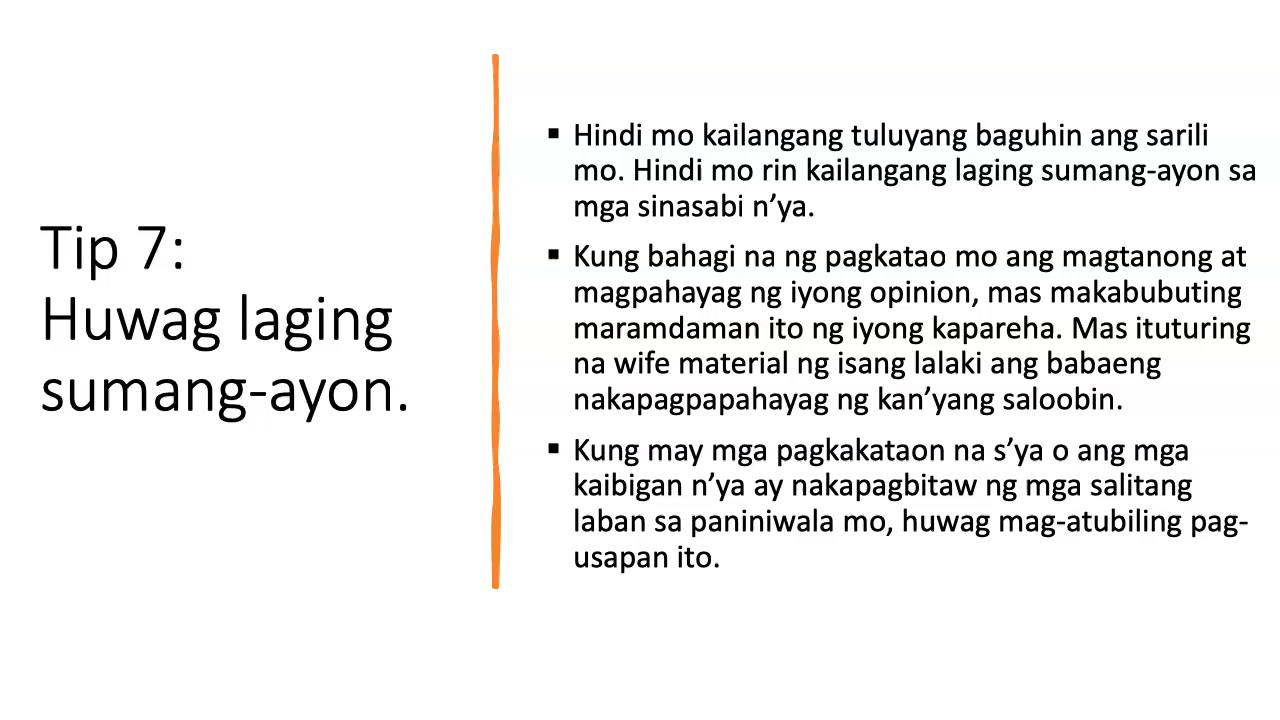 Tip 7:
Huwag laging
sumang-ayon.
▪ Hindi mo kailangang tuluyang baguhin ang sarili
mo. Hindi mo rin kailangang laging sumang-ayon sa
mga sinasabi n’ya.
▪ Kung bahagi na ng pagkatao mo ang magtanong at
magpahayag ng iyong opinion, mas makabubuting
maramdaman ito ng iyong kapareha. Mas ituturing
na wife material ng isang lalaki ang babaeng
nakapagpapahayag ng kan’yang saloobin.
▪ Kung may mga pagkakataon na s’ya o ang mga
kaibigan n’ya ay nakapagbitaw ng mga salitang
laban sa paniniwala mo, huwag mag-atubiling pag-
usapan ito.